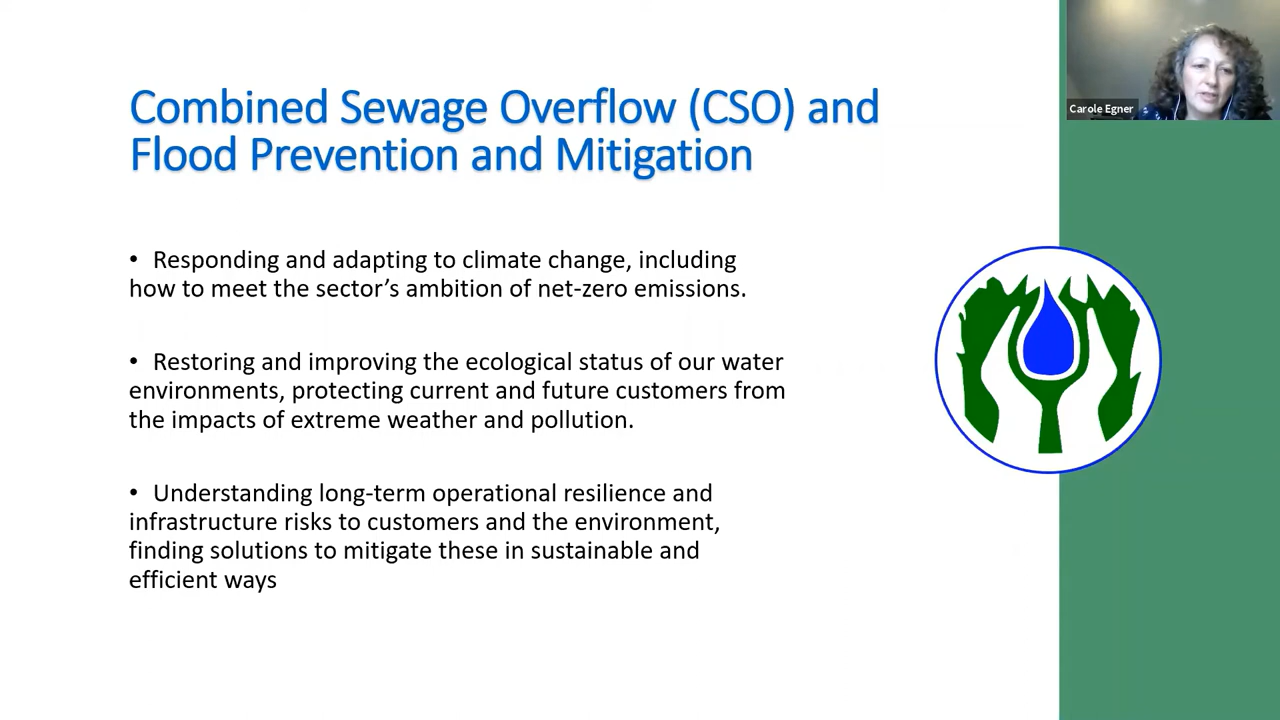 Combined Sewage Overflow (CSO) and
Flood Prevention and Mitigation
• Responding and adapting to climate change, including
how to meet the sector’s ambition of net-zero emissions.
• Restoring and improving the ecological status of our water
environments, protecting current and future customers from
the impacts of extreme weather and pollution.
• Understanding long-term operational resilience and
infrastructure risks to customers and the environment,
finding solutions to mitigate these in sustainable and
efficient ways
Carole Egner